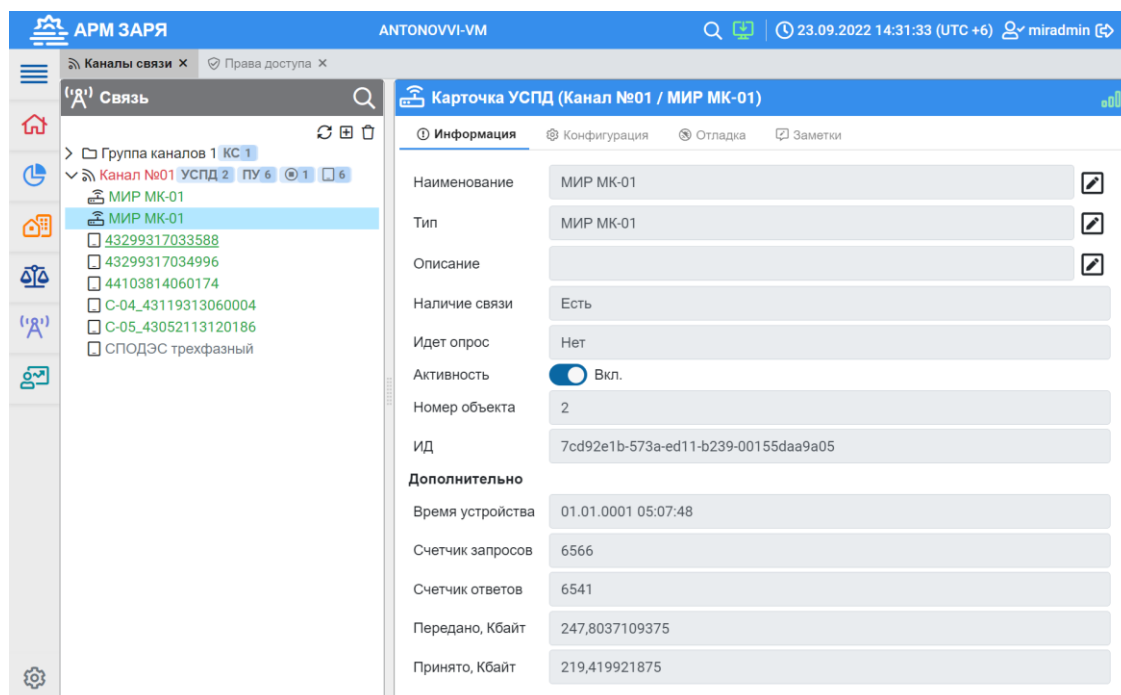 АРМ ЗАРЯ
ANTONOVVI-VM
23.09.2022 14:31:33 (UTC +6) miradmin
Каналы связи ×
Права доступа ×
Связь
Группа каналов 1 КС 1
Канал №01 УСПД 2 ПУ 6 1 6
МИР МК-01
МИР МК-01
43299317033588
43299317034996
44103814060174
С-04_43119313060004
С-05_43052113120186
СПОДЭС трехфазный
Карточка УСПД (Канал №01 / МИР МК-01)
Информация
Конфигурация
Отладка
Заметки
Наименование МИР МК-01
Тип МИР МК-01
Описание
Наличие связи Есть
Идет опрос Нет
Активность Вкл.
Номер объекта 2
ИД 7cd92e1b-573a-ed11-b239-00155daa9a05
Дополнительно
Время устройства 01.01.0001 05:07:48
Счетчик запросов 6566
Счетчик ответов 6541
Передано, Кбайт 247,8037109375
Принято, Кбайт 219,419921875